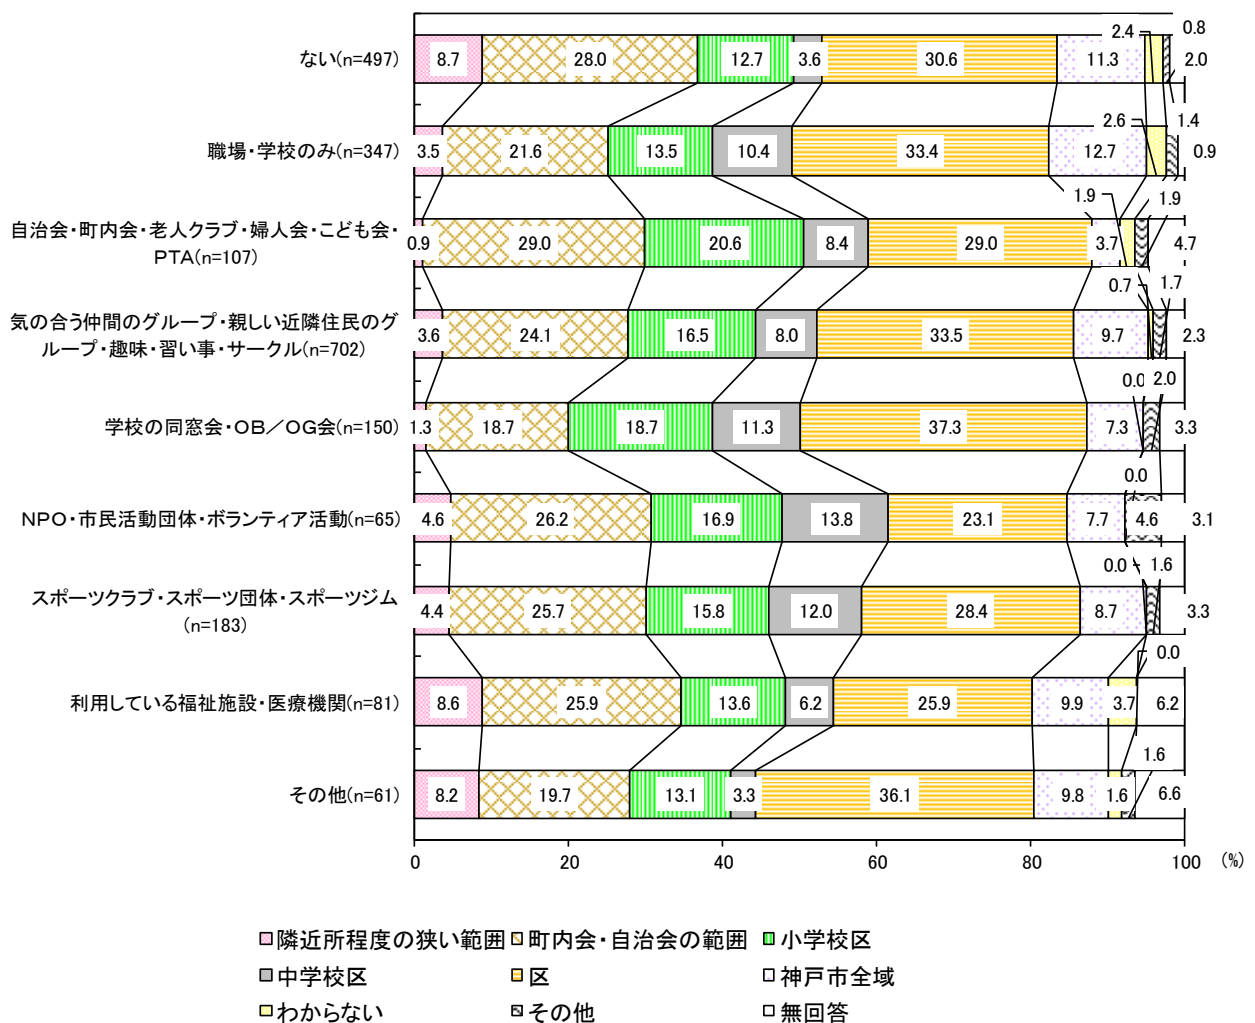 ない(n=497)
8.7 28.0 12.7 3.6 30.6 11.3 2.4 0.8 2.0
職場・学校のみ(n=347)
3.5 21.6 13.5 10.4 33.4 12.7 2.6 1.4 0.9
自治会・町内会・老人クラブ・婦人会・こども会・
PTA(n=107)
0.9 29.0 20.6 8.4 29.0 3.7 1.9 1.9 4.7
気の合う仲間のグループ・親しい近隣住民のグ
ループ・趣味・習い事・サークル(n=702)
3.6 24.1 16.5 8.0 33.5 9.7 0.7 1.7 2.3
学校の同窓会・OB／OG会(n=150)
1.3 18.7 18.7 11.3 37.3 7.3 0.0 2.0 3.3
NPO・市民活動団体・ボランティア活動(n=65)
4.6 26.2 16.9 13.8 23.1 7.7 0.0 4.6 3.1
スポーツクラブ・スポーツ団体・スポーツジム
(n=183)
4.4 25.7 15.8 12.0 28.4 8.7 0.0 1.6 3.3
利用している福祉施設・医療機関(n=81)
8.6 25.9 13.6 6.2 25.9 9.9 3.7 0.0 6.2
その他(n=61)
8.2 19.7 13.1 3.3 36.1 9.8 1.6 1.6 6.6
0 20 40 60 80 100 (%)
隣近所程度の狭い範囲 町内会・自治会の範囲 小学校区
中学校区 区 神戸市全域
わからない その他 無回答